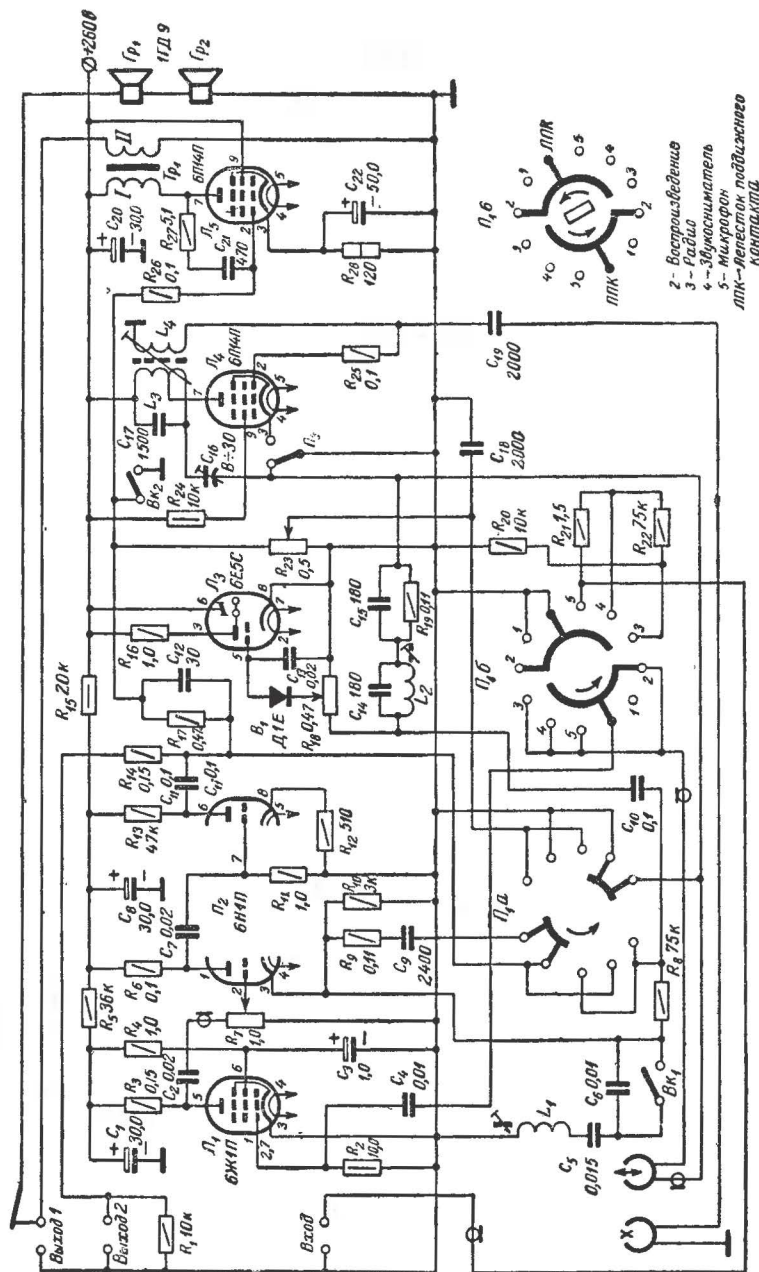 Выход 1
Выход 2
R₁ 10к
Вход
C₁
30,0
R₃
0,15
C₂ 0,02
Л₁
6Ж1П
R₂
10,0
R₄
1,0
R₅ 36к
R₇
1,0
C₃
1,0
C₄
0,01
C₅
0,015
L₁
C₆ 0,01
Вк₁
R₈ 75к
R₆
0,1
C₇ 0,02
C₈
30,0
6Н1П
R₉
0,11
C₉
2400
R₁₀
3к
R₁₁
1,0
R₁₂ 510
R₁₃
47к
C₁₁ 0,1
R₁₄
0,15
П₁а
C₁₀
0,1
R₁₅ 20к
R₁₆
1,0
C₁₂
30
R₁₇
0,47
В₁
Д1Е
0,02
R₁₈ 0,47
Л₃
6Е5С
C₁₄ 180
L₂
C₁₅ 180
R₁₉ 0,11
П₁б
R₂₀
10к
R₂₁ 1,5
R₂₂ 75к
R₂₃
0,5
R₂₄
10к
Вк₂
C₁₇
1500
L₃
L₄
C₁₆
8÷30
Л₄
6П14П
R₂₅
0,1
C₁₈
2000
C₁₉
2000
R₂₆
0,1
C₂₀
30,0
R₂₇ 5,1
C₂₁
470
Л₅
6П14П
I
II
Тр₁
R₂₈
120
C₂₂
50,0
+260В
Гр₁
1ГД9
Гр₂
П₁б
ЛПК
ЛПК
2- Воспроизведение
3- Радио
4-Звукосниматель
5- Микрофон
ЛПК-Лепесток подвижного
контакта